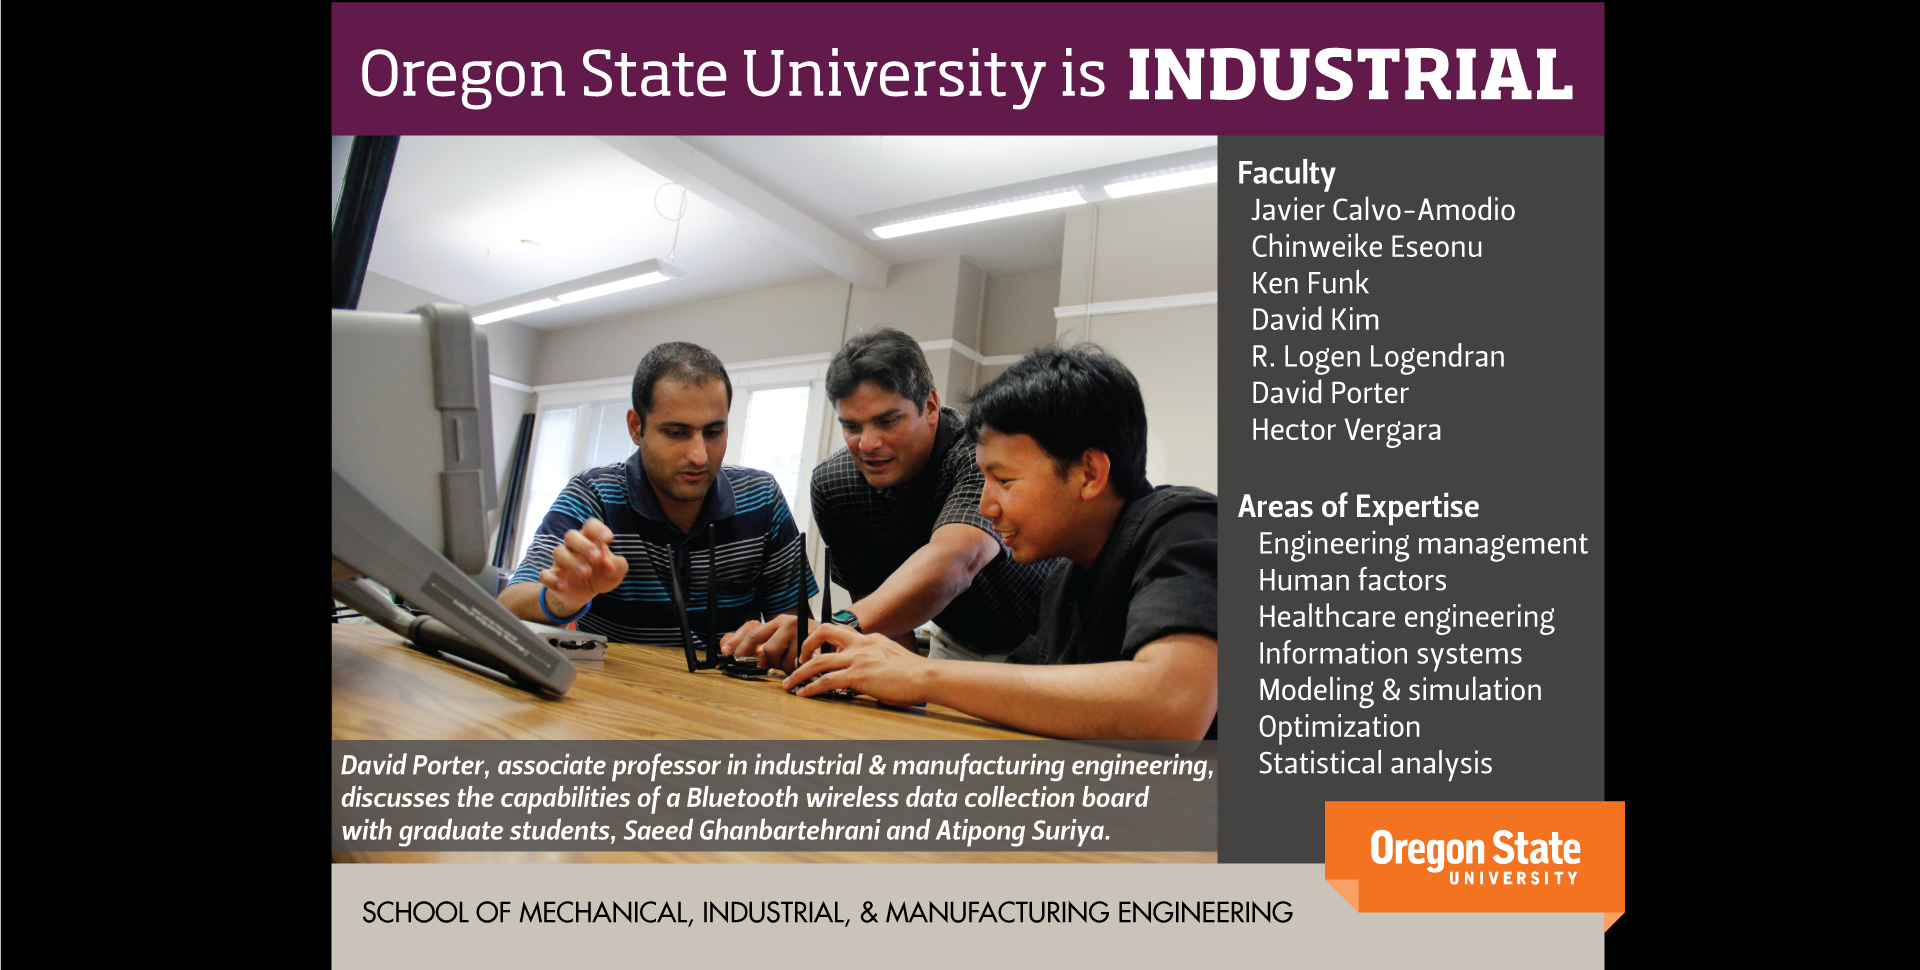 Oregon State University is INDUSTRIAL
Faculty
Javier Calvo-Amodio
Chinweike Eseonu
Ken Funk
David Kim
R. Logen Logendran
David Porter
Hector Vergara
Areas of Expertise
Engineering management
Human factors
Healthcare engineering
Information systems
Modeling & simulation
Optimization
Statistical analysis
David Porter, associate professor in industrial & manufacturing engineering,
discusses the capabilities of a Bluetooth wireless data collection board
with graduate students, Saeed Ghanbartehrani and Atipong Suriya.
Oregon State
UNIVERSITY
SCHOOL OF MECHANICAL, INDUSTRIAL, & MANUFACTURING ENGINEERING